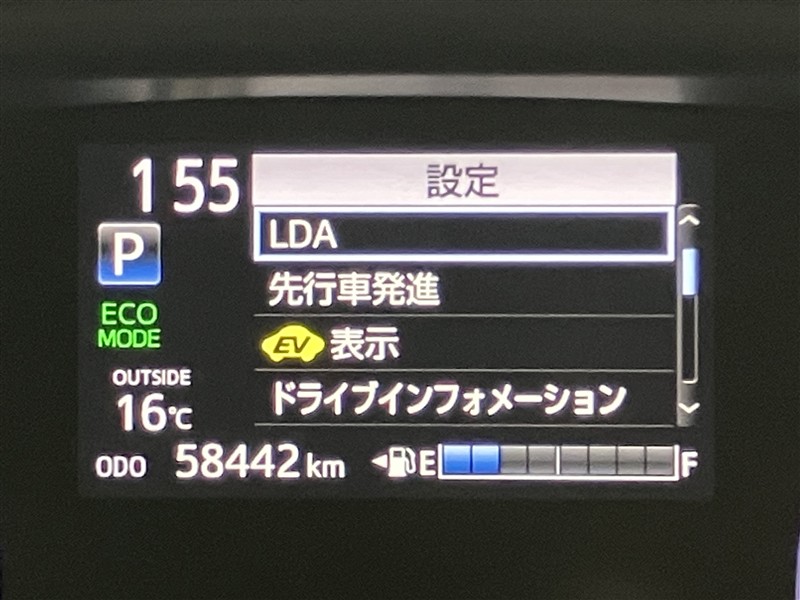 1 55
設定
P
LDA
先行車発進
ECO
MODE
EV 表示
OUTSIDE
16℃
ドライブインフォメーション
ODO 58442 km
E F